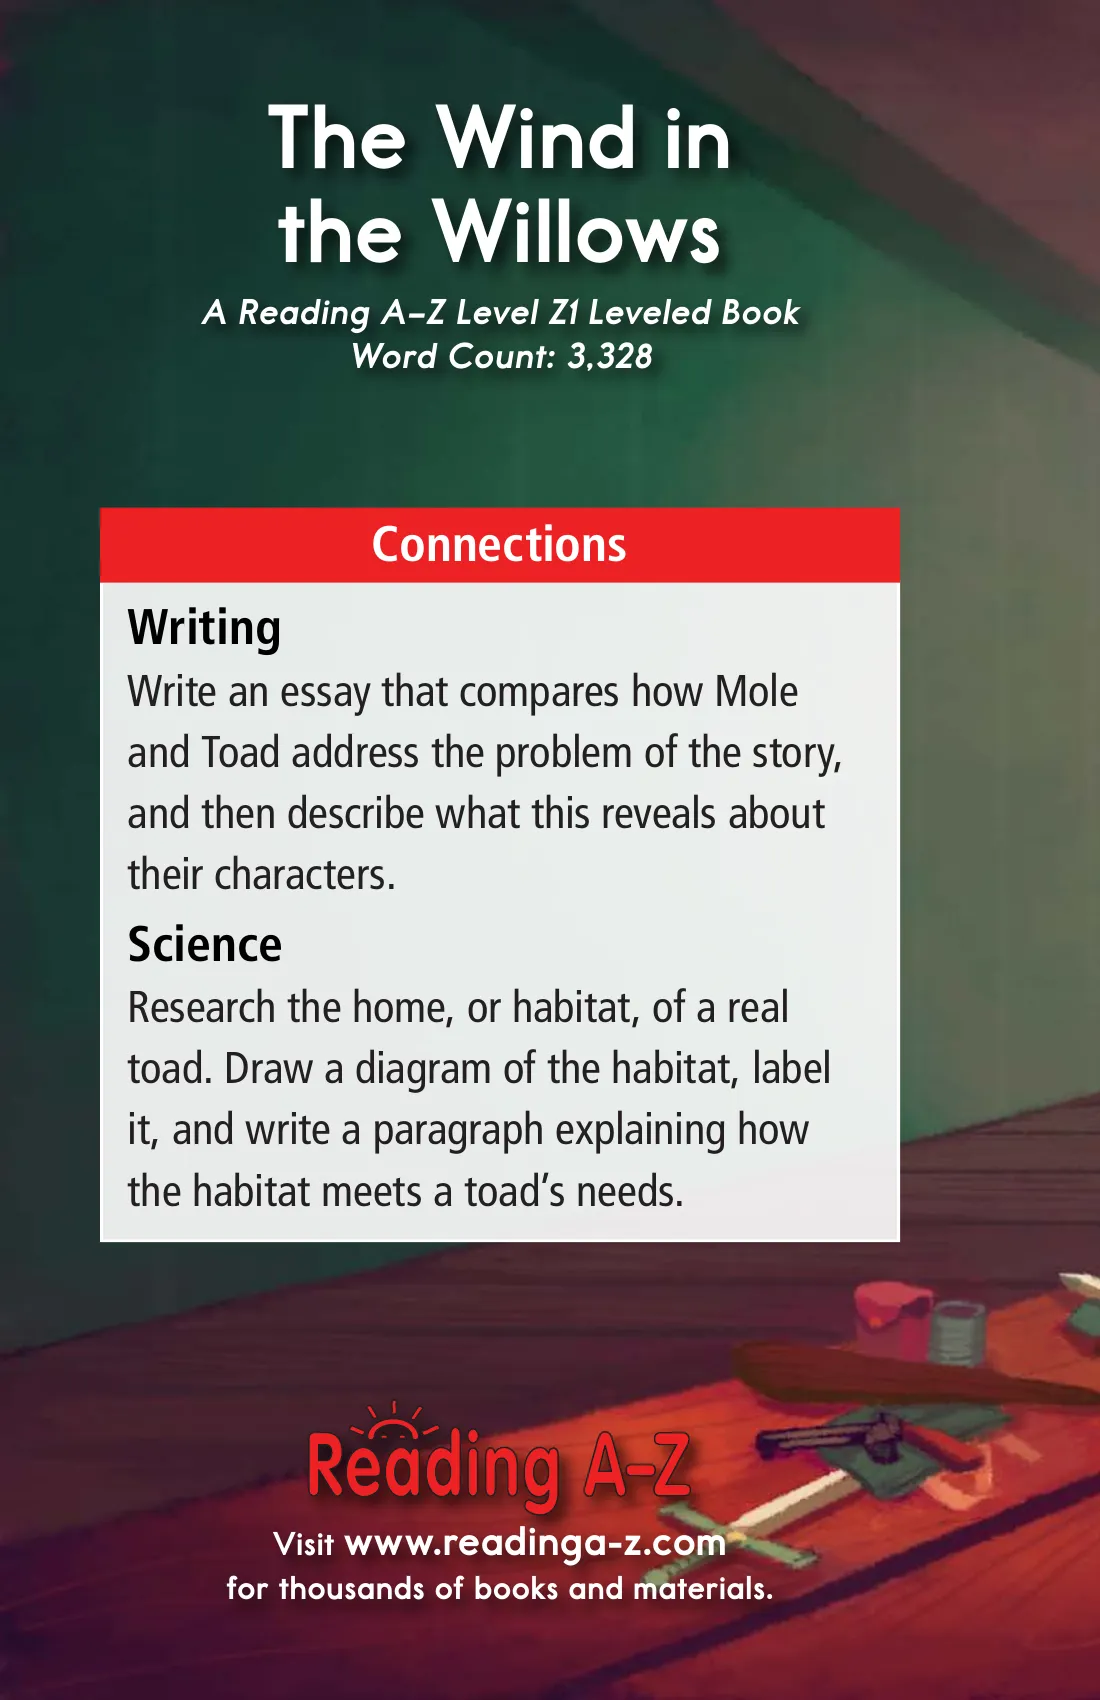 The Wind in
the Willows
A Reading A–Z Level Z1 Leveled Book
Word Count: 3,328
Connections
Writing
Write an essay that compares how Mole
and Toad address the problem of the story,
and then describe what this reveals about
their characters.
Science
Research the home, or habitat, of a real
toad. Draw a diagram of the habitat, label
it, and write a paragraph explaining how
the habitat meets a toad’s needs.
Reading A–Z
Visit www.readinga-z.com
for thousands of books and materials.